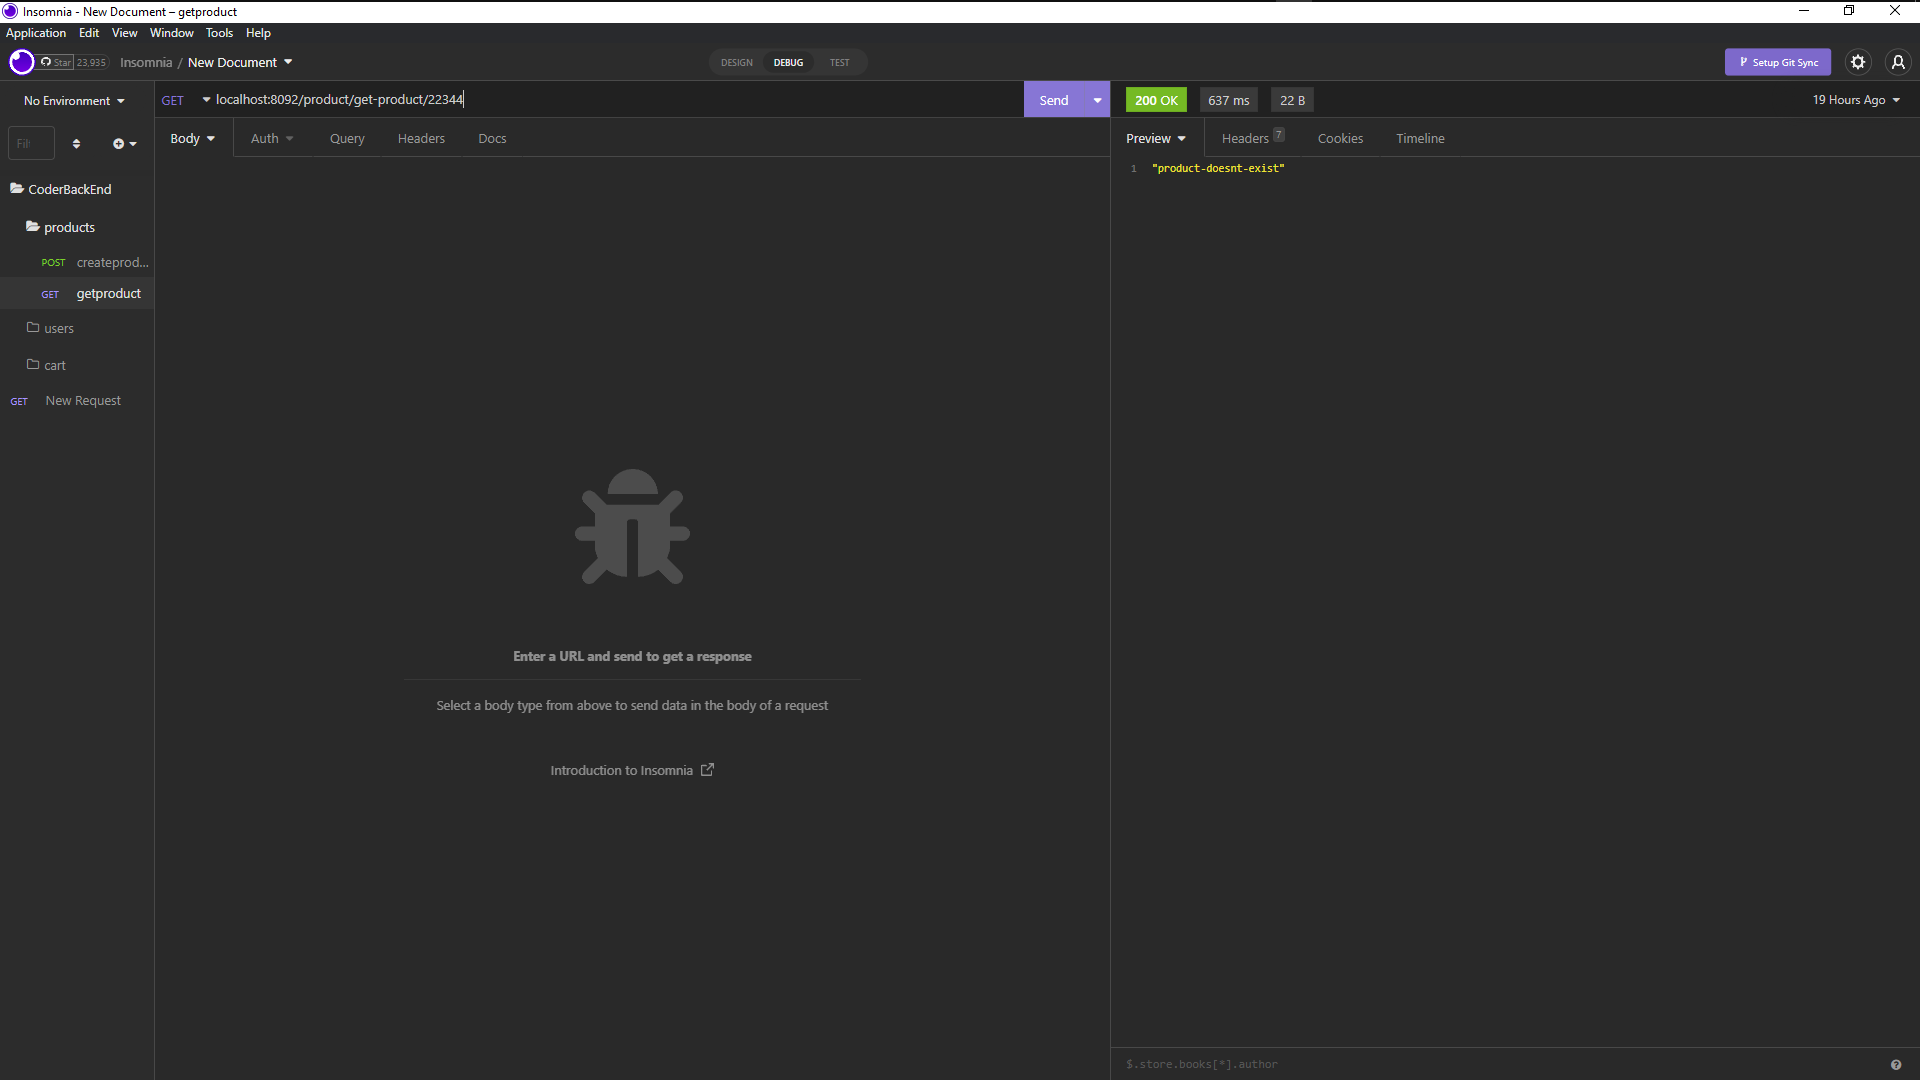 Insomnia - New Document – getproduct
Application Edit View Window Tools Help
Star 23,935 Insomnia / New Document DESIGN DEBUG TEST Setup Git Sync
No Environment
GET localhost:8092/product/get-product/22344 Send
200 OK 637 ms 22 B 19 Hours Ago
Fil
Body Auth Query Headers Docs
Preview Headers 7 Cookies Timeline
1 "product-doesnt-exist"
CoderBackEnd
products
POST createprod...
GET getproduct
users
cart
GET New Request
Enter a URL and send to get a response
Select a body type from above to send data in the body of a request
Introduction to Insomnia
$.store.books[*].author